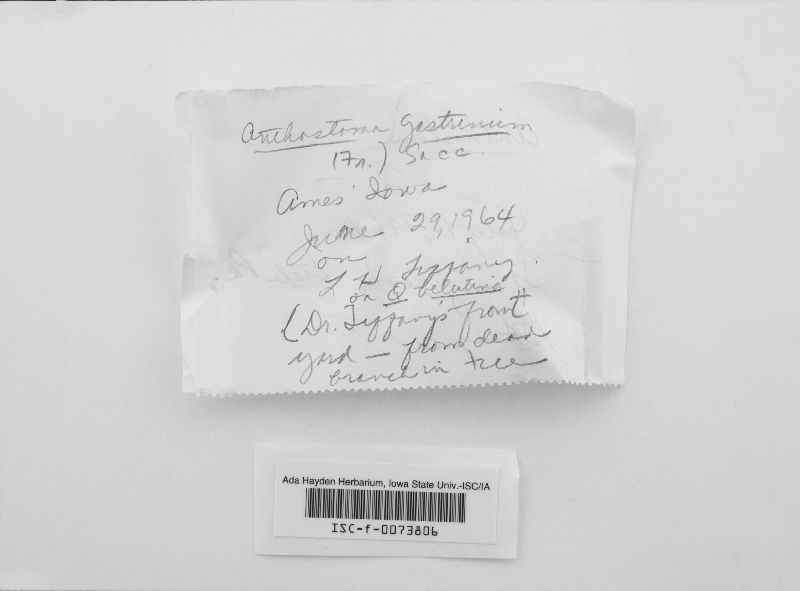 Anthostoma gastrinum
(Fr.) Sacc
Ames Iowa
June 29, 1964
on
L H Tiffany.
on Q velutina
(Dr. Tiffany's front
yard — from dead
branch in tree
Ada Hayden Herbarium, Iowa State Univ.-ISC/IA
ISC-f-0073806